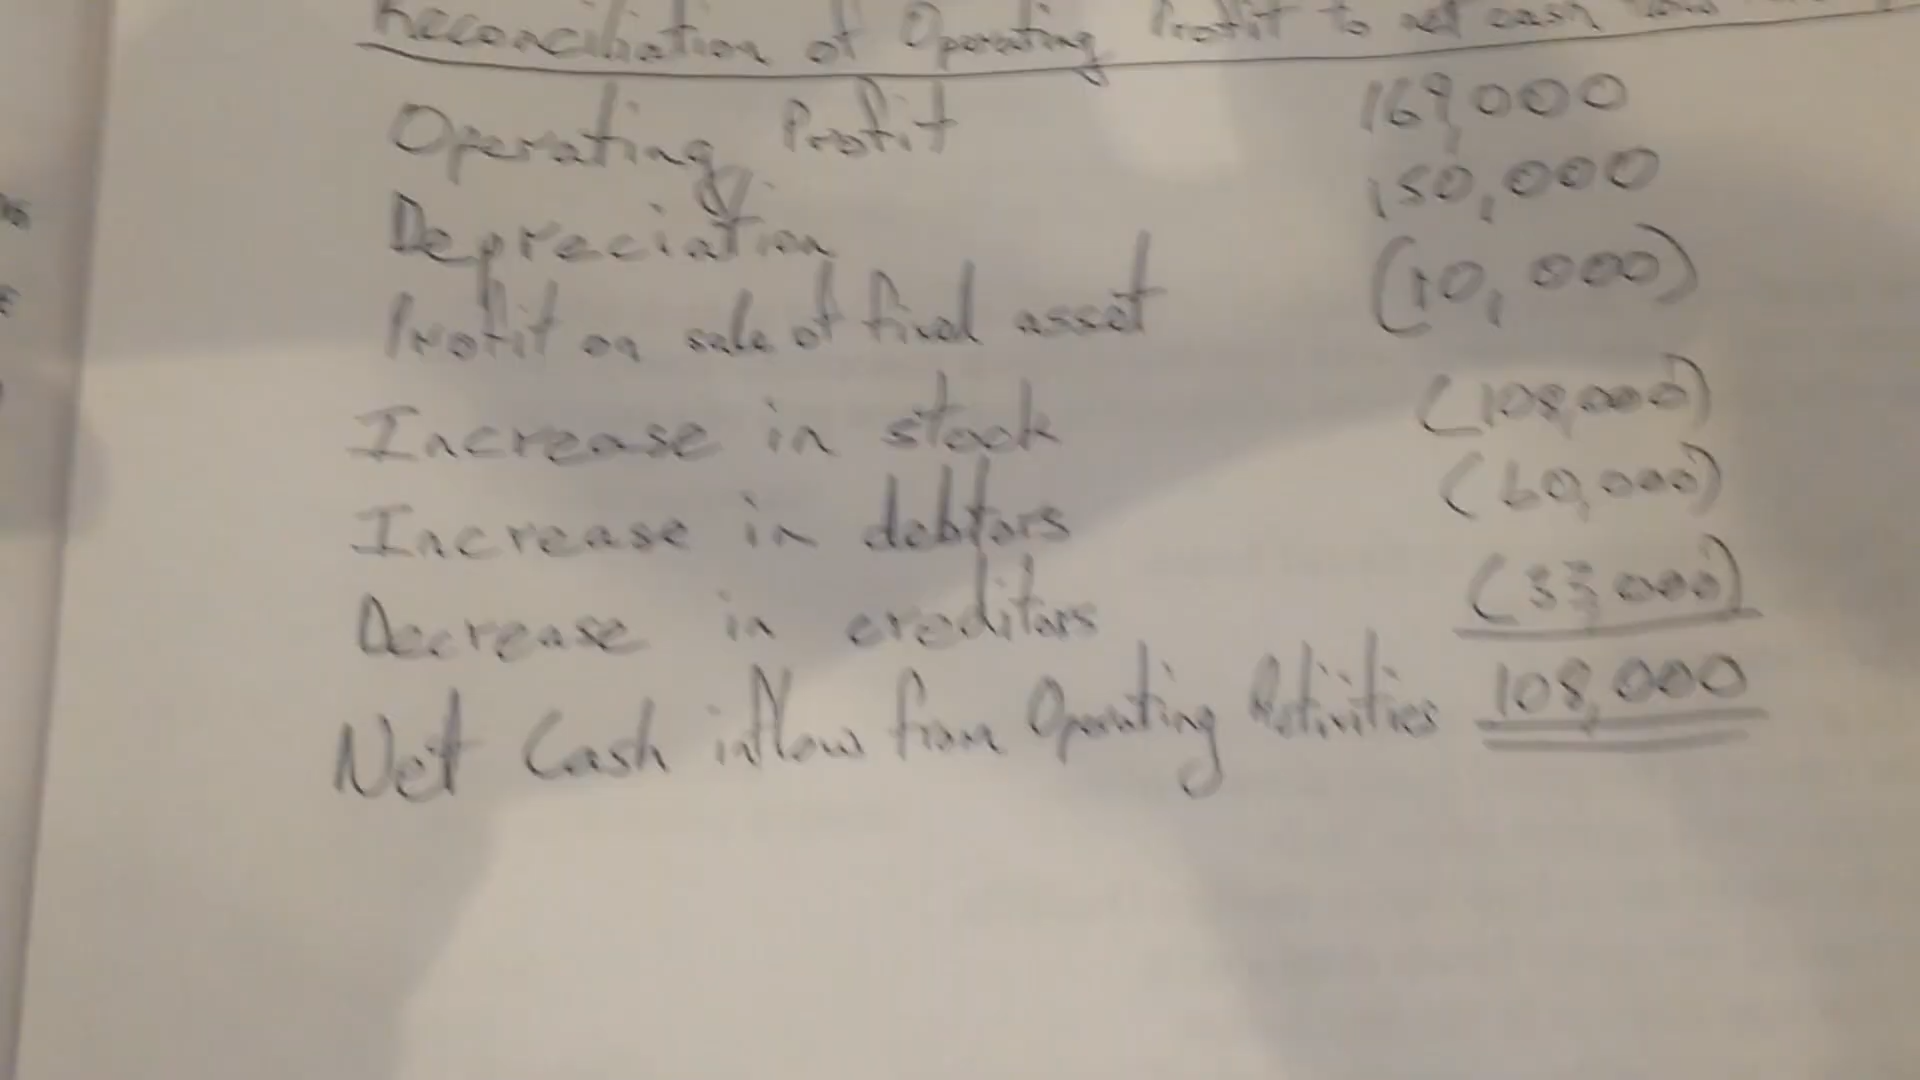 Reconciliation of Operating Profit to net cash
Operating Profit 169,000
Depreciation 150,000
Profit on sale of fixed asset (10,000)
Increase in stock (108,000)
Increase in debtors (60,000)
Decrease in creditors (33,000)
Net Cash inflow from Operating Activities 108,000